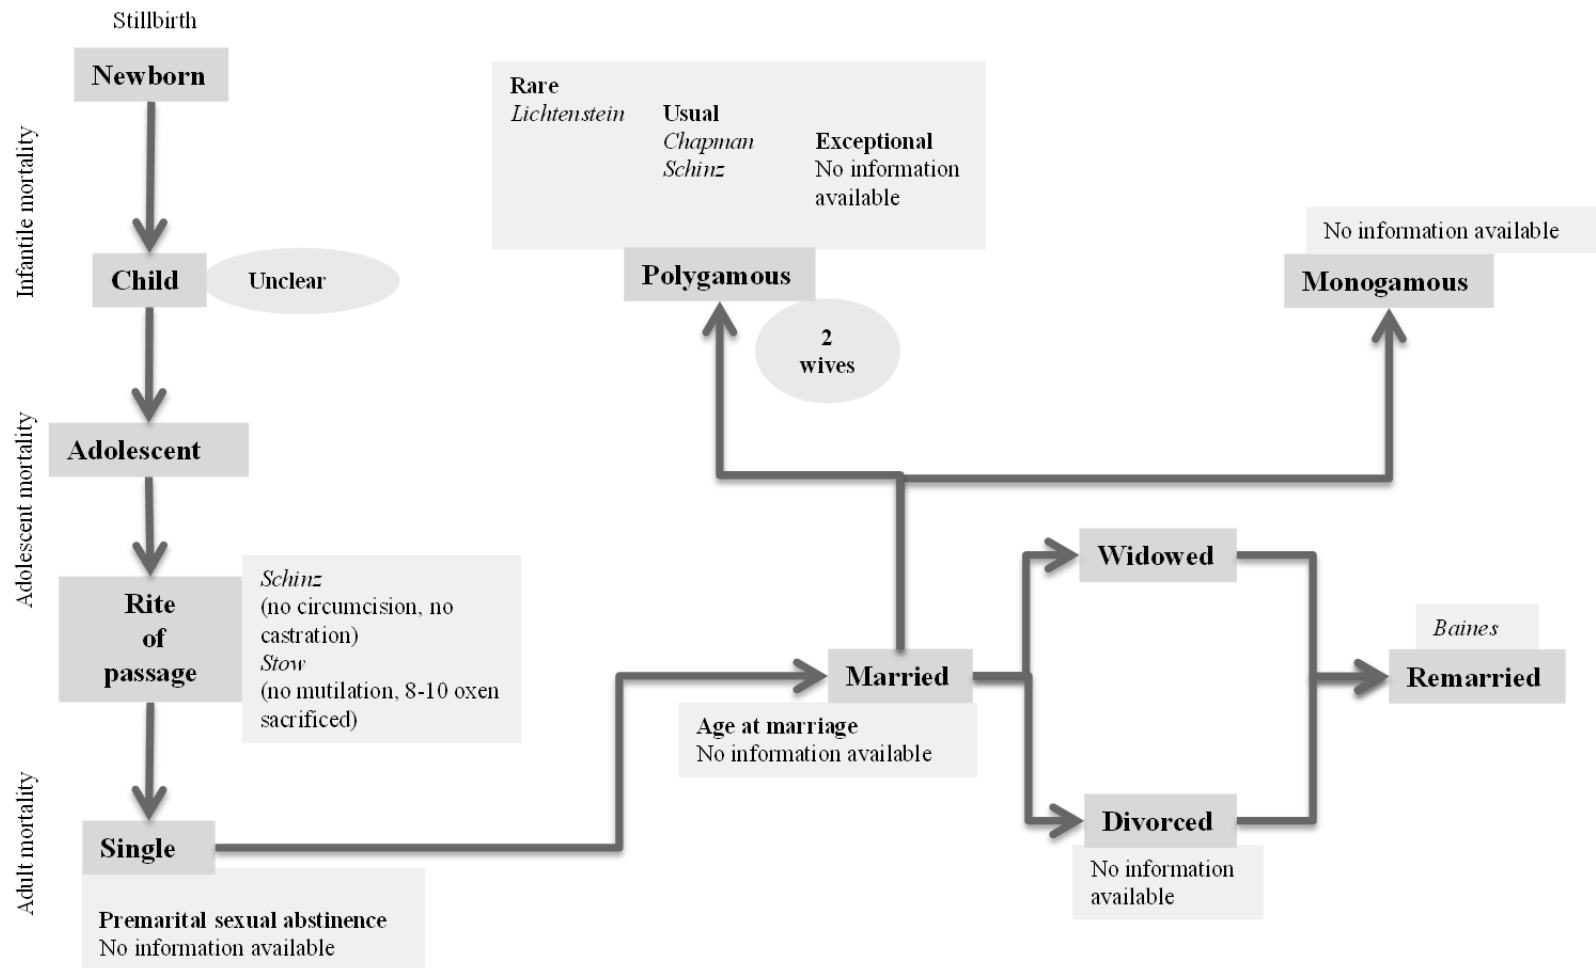 Stillbirth
Newborn
Infantile mortality
Child
Unclear
Adolescent
Adolescent mortality
Rite
of
passage
Schinz
(no circumcision, no
castration)
Stow
(no mutilation, 8-10 oxen
sacrificed)
Adult mortality
Single
Premarital sexual abstinence
No information available
Rare
Lichtenstein
Usual
Chapman
Schinz
Exceptional
No information
available
Polygamous
2
wives
No information available
Monogamous
Married
Age at marriage
No information available
Widowed
Divorced
No information
available
Baines
Remarried